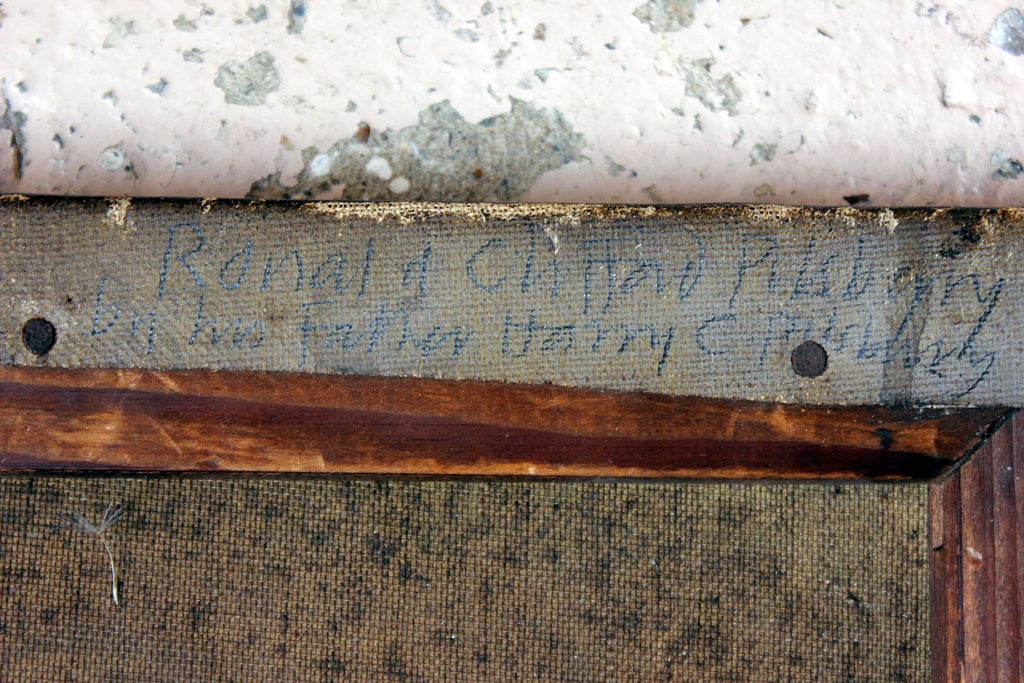 Ronald Clifford Pilsbury
by his Father Harry C Pilsbury